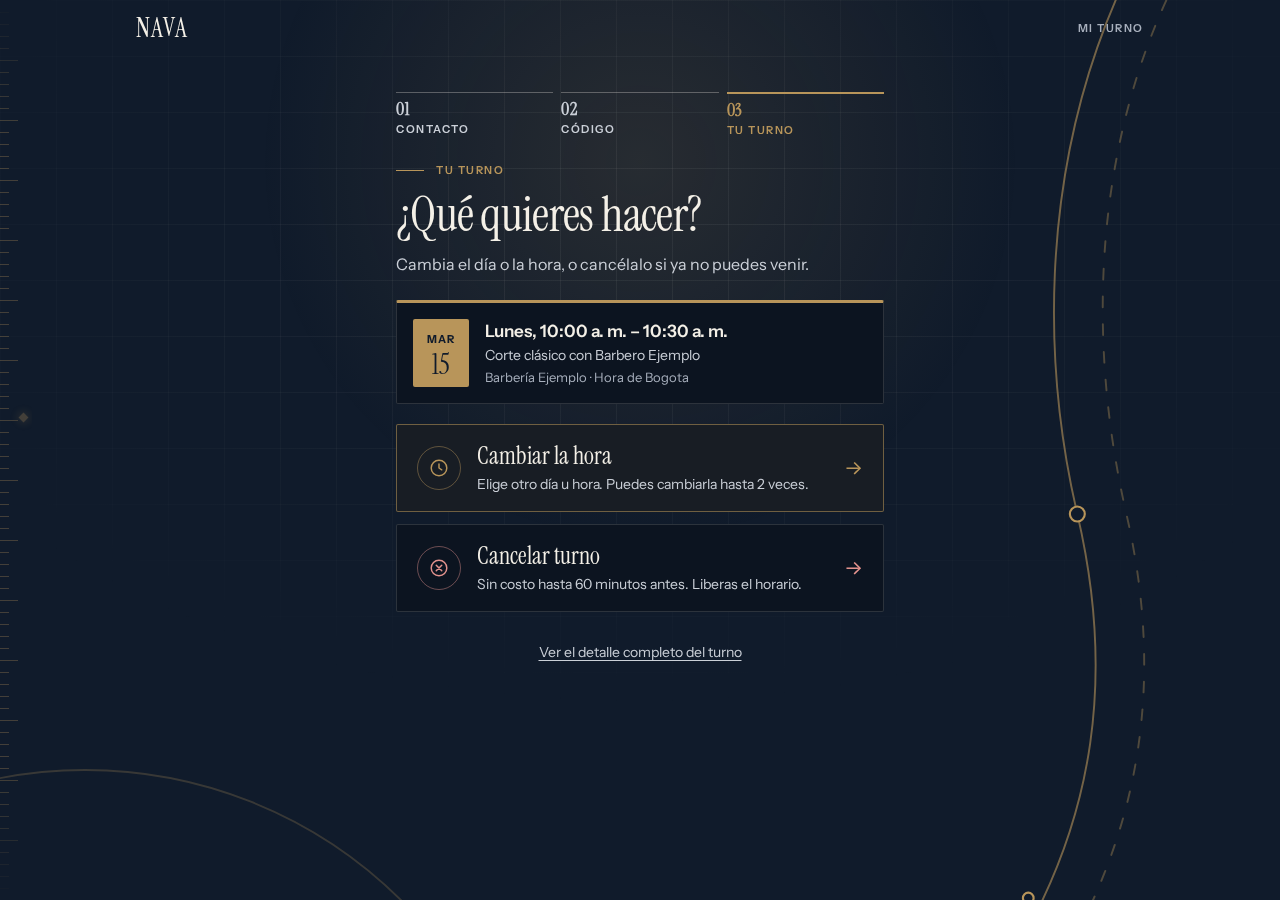 NAVA
MI TURNO
01
CONTACTO
02
CÓDIGO
03
TU TURNO
TU TURNO
¿Qué quieres hacer?
Cambia el día o la hora, o cancélalo si ya no puedes venir.
MAR
15
Lunes, 10:00 a. m. – 10:30 a. m.
Corte clásico con Barbero Ejemplo
Barbería Ejemplo · Hora de Bogota
Cambiar la hora
Elige otro día u hora. Puedes cambiarla hasta 2 veces.
Cancelar turno
Sin costo hasta 60 minutos antes. Liberas el horario.
Ver el detalle completo del turno